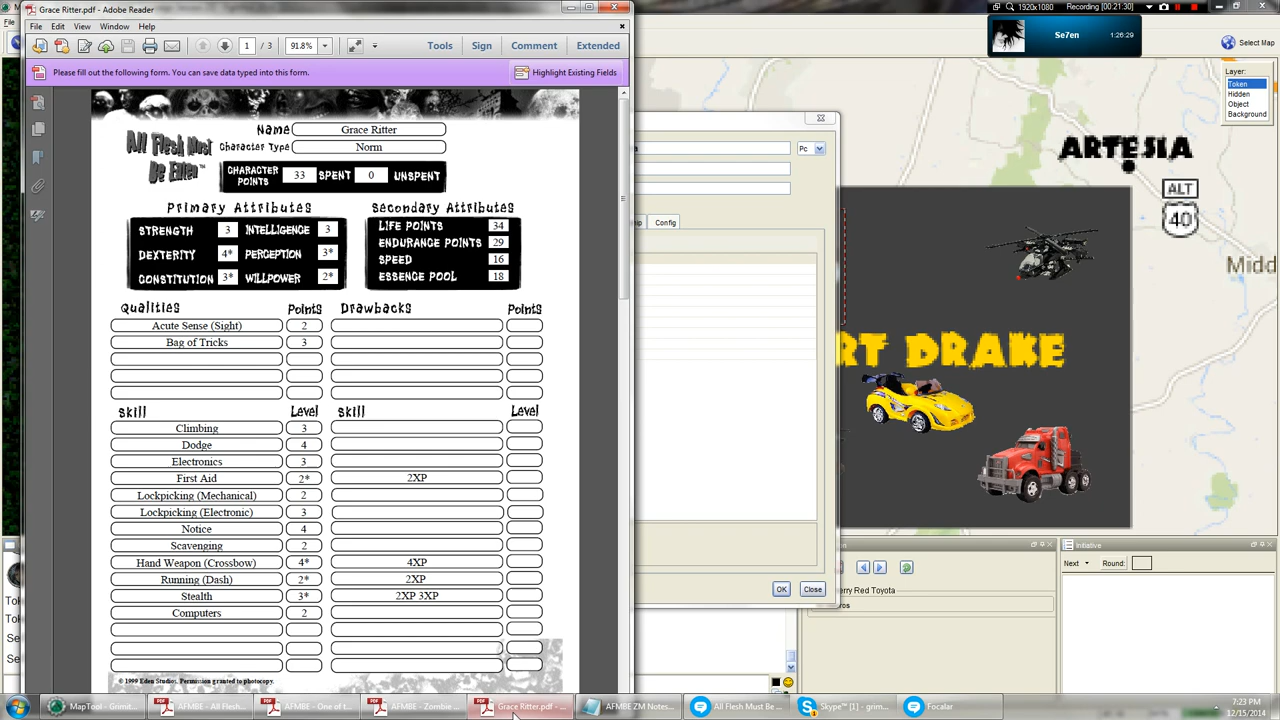 Grace Ritter.pdf - Adobe Reader
1920x1080 Recording [00:21:30]
File Edit View Window Help
Se7en 1:26:29
Select Map
1 / 3 91.8% Tools Sign Comment Extended
Please fill out the following form. You can save data typed into this form. Highlight Existing Fields
Layer:
Token
Hidden
Object
Background
Name Grace Ritter
All Flesh Must Be Eaten™
Character Type Norm
CHARACTER POINTS 33 SPENT 0 UNSPENT
Pc
ARTESIA
ALT
40
Primary Attributes Secondary Attributes
STRENGTH 3 INTELLIGENCE 3
DEXTERITY 4* PERCEPTION 3*
CONSTITUTION 3* WILLPOWER 2*
LIFE POINTS 34
ENDURANCE POINTS 29
SPEED 16
ESSENCE POOL 18
Config
Midd
Qualities Points Drawbacks Points
Acute Sense (Sight) 2
Bag of Tricks 3
RT DRAKE
Skill Level Skill Level
Climbing 3
Dodge 4
Electronics 3
First Aid 2* 2XP
Lockpicking (Mechanical) 2
Lockpicking (Electronic) 3
Notice 4
Scavenging 2
Hand Weapon (Crossbow) 4* 4XP
Running (Dash) 2* 2XP
Stealth 3* 2XP 3XP
Computers 2
© 1999 Eden Studios. Permission granted to photocopy.
OK Close
Initiative
Next Round:
erry Red Toyota
MapTool - Grimit... AFMBE - All Flesh... AFMBE - One of t... AFMBE - Zombie ... Grace Ritter.pdf - ... AFMBE ZM Notes... All Flesh Must Be ... Skype™ [1] - grim... Focalar
7:23 PM
12/15/2014